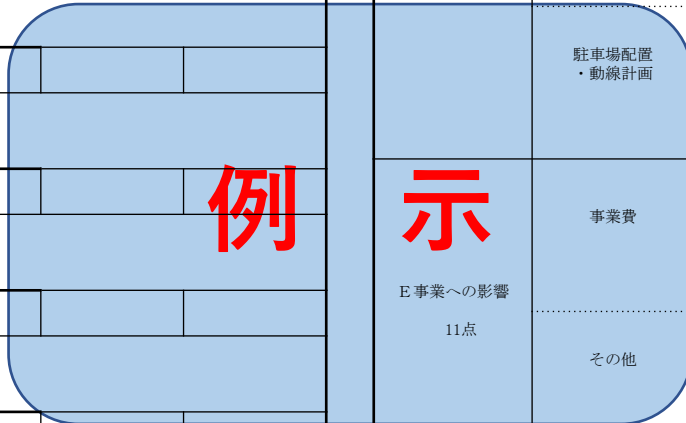 駐車場配置
・動線計画
例 示
事業費
Ｅ事業への影響
11点
その他